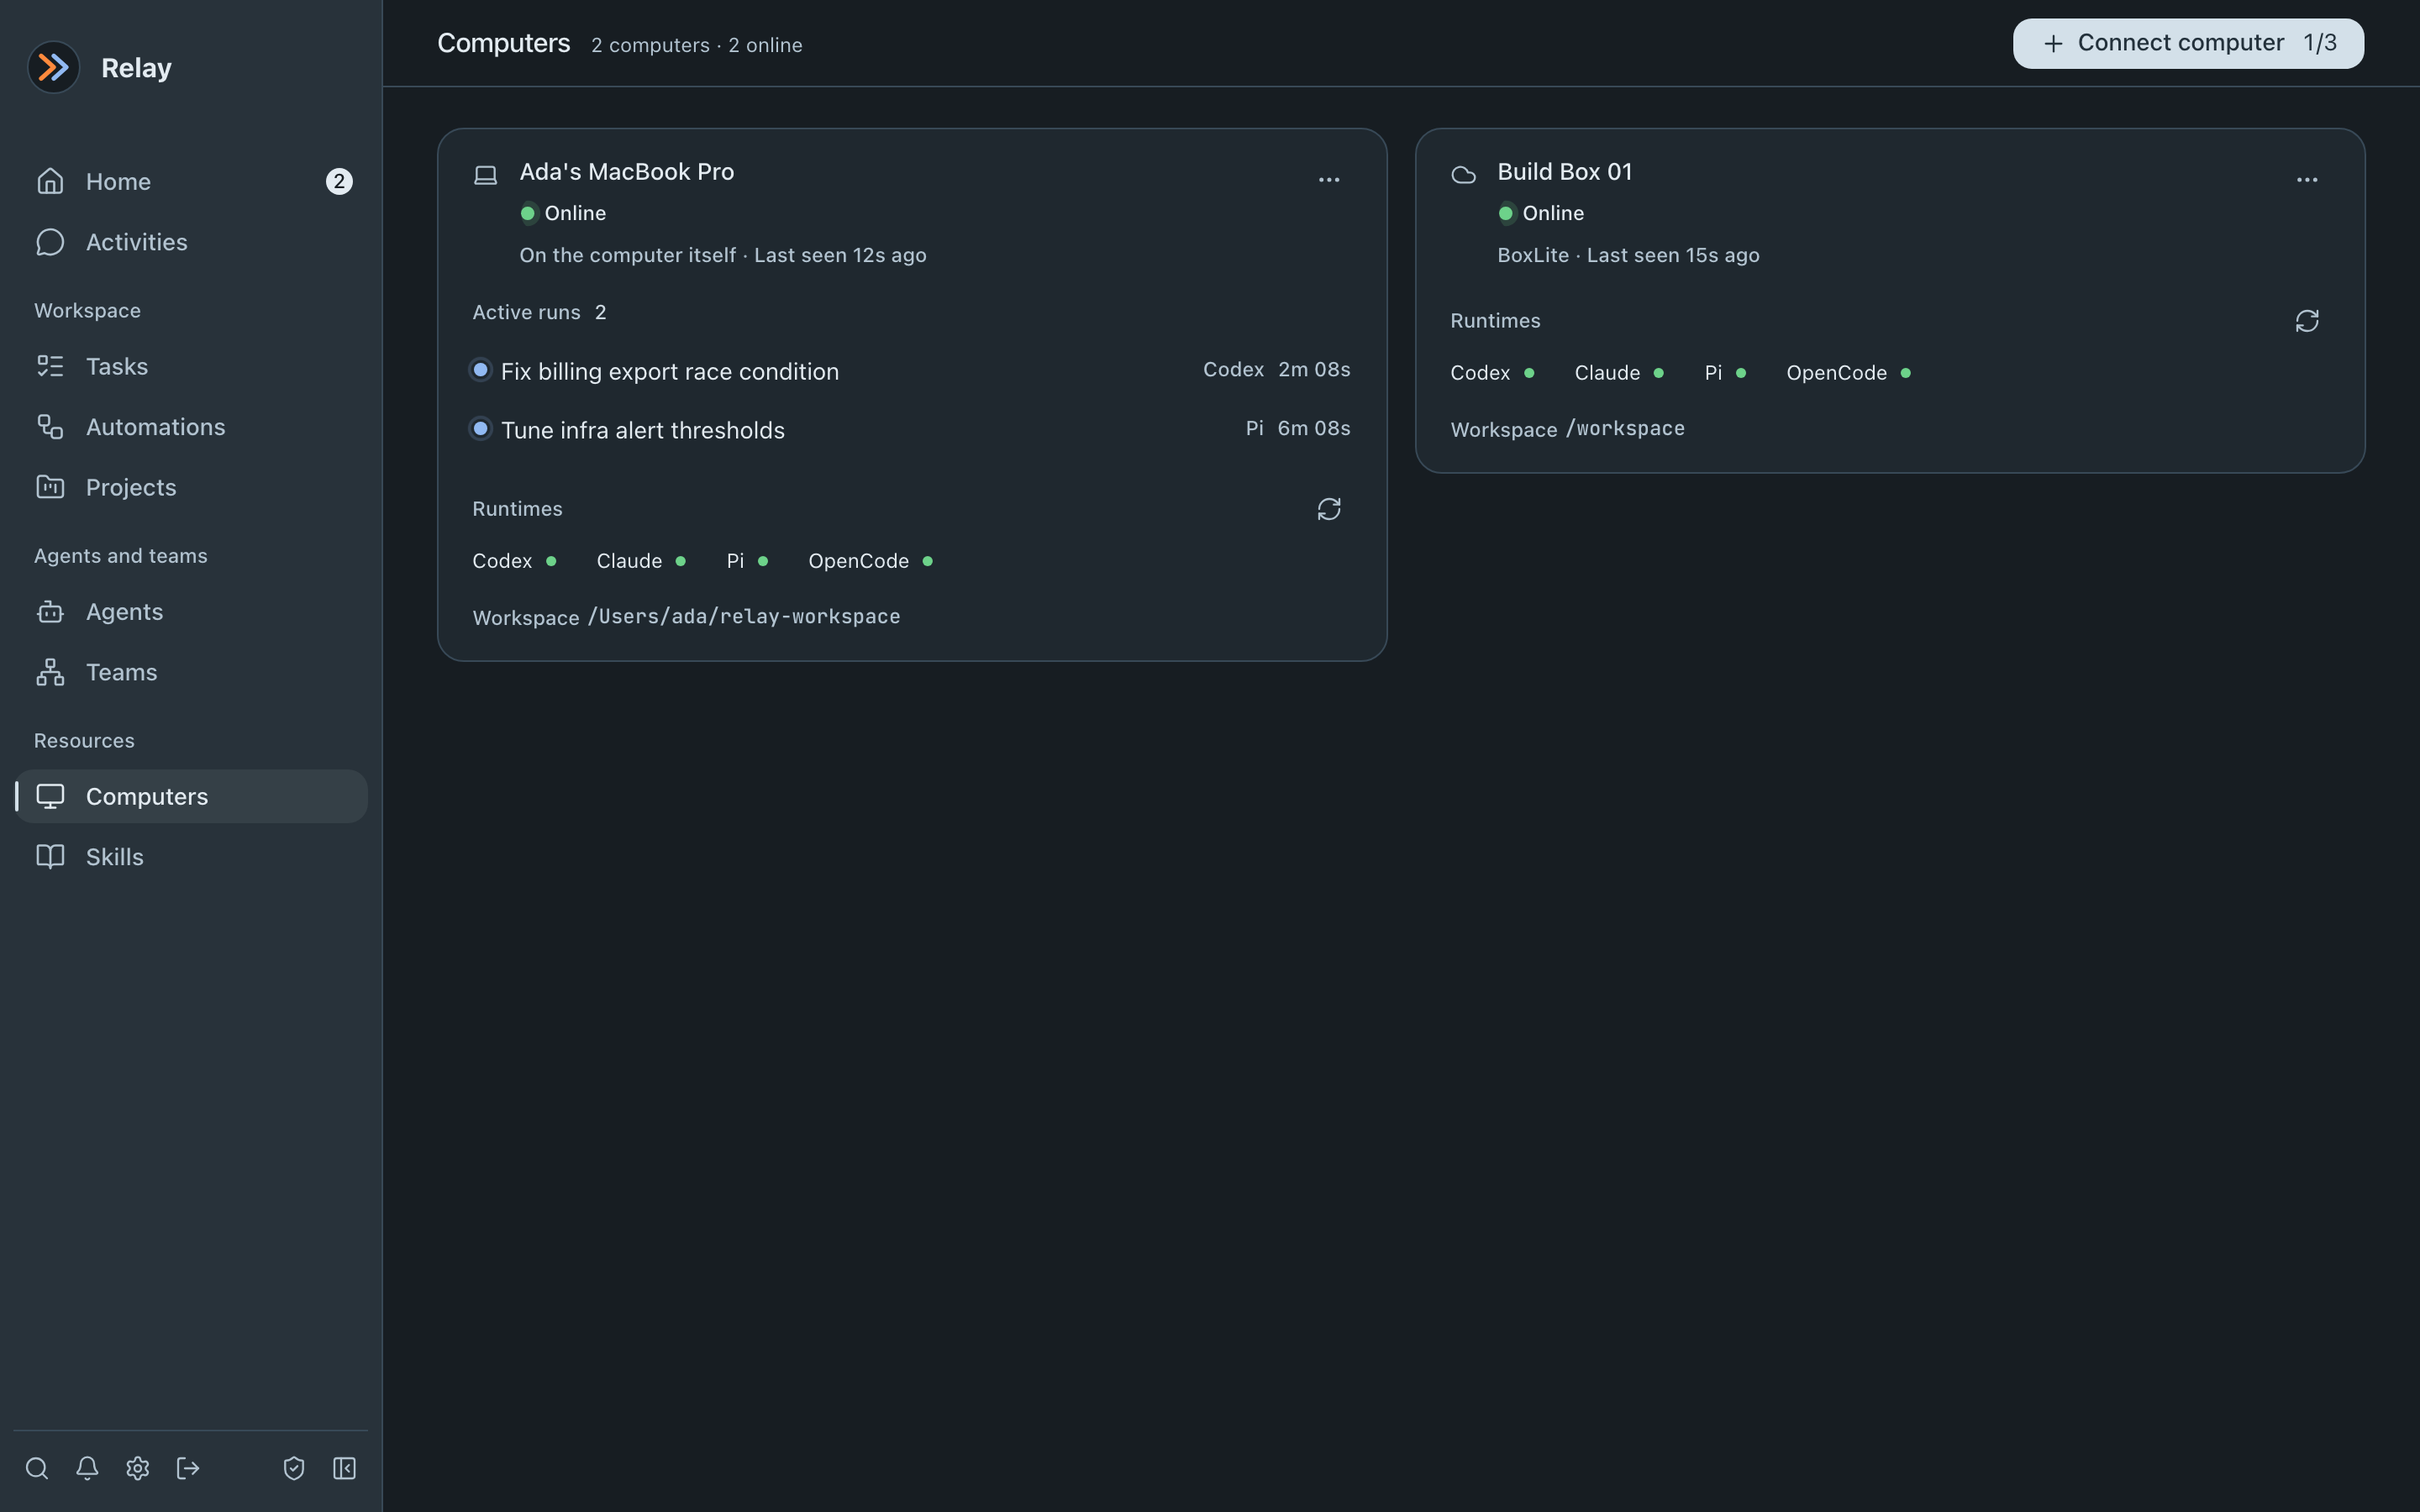 Relay
Home 2
Activities
Workspace
Tasks
Automations
Projects
Agents and teams
Agents
Teams
Resources
Computers
Skills
Computers 2 computers · 2 online
+ Connect computer 1/3
Ada's MacBook Pro
Online
On the computer itself · Last seen 12s ago
Active runs 2
Fix billing export race condition Codex 2m 08s
Tune infra alert thresholds Pi 6m 08s
Runtimes
Codex Claude Pi OpenCode
Workspace /Users/ada/relay-workspace
Build Box 01
Online
BoxLite · Last seen 15s ago
Runtimes
Codex Claude Pi OpenCode
Workspace /workspace